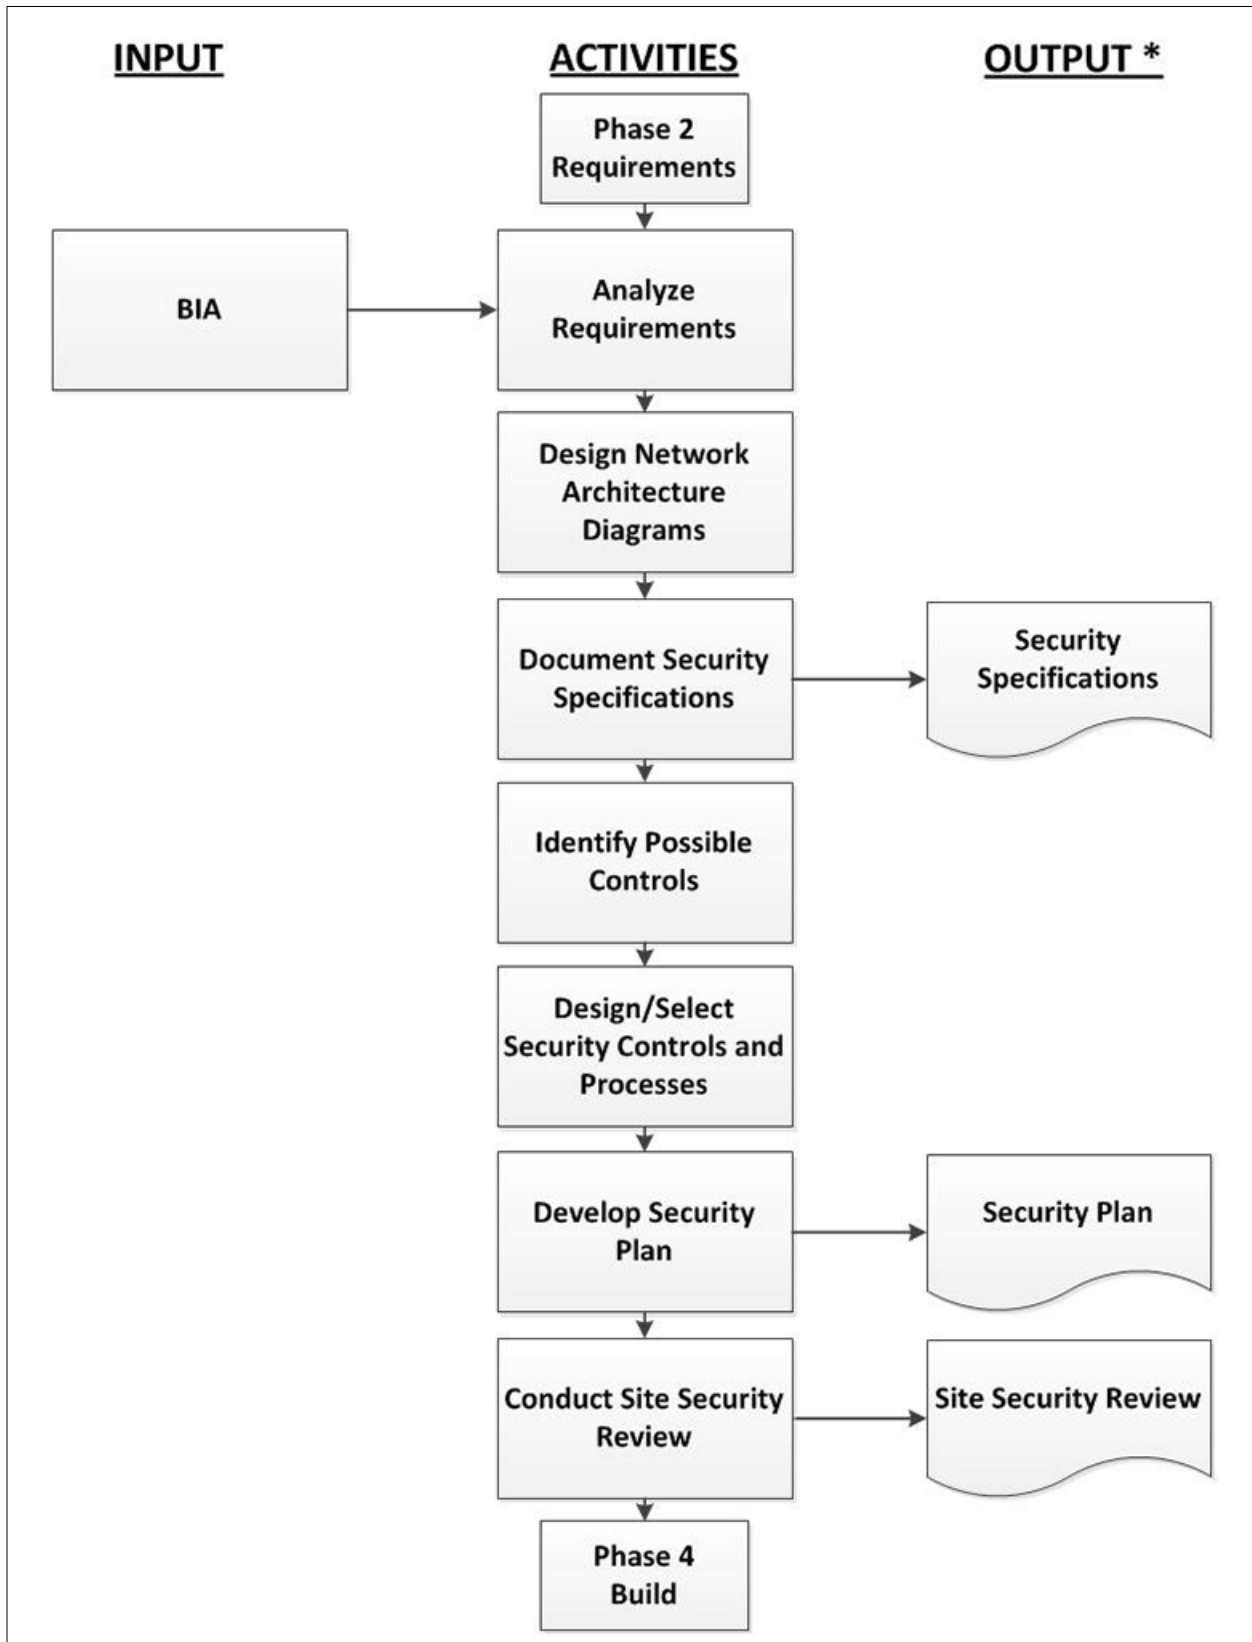 INPUT
ACTIVITIES
OUTPUT *
Phase 2
Requirements
BIA
Analyze
Requirements
Design Network
Architecture
Diagrams
Document Security
Specifications
Security
Specifications
Identify Possible
Controls
Design/Select
Security Controls and
Processes
Develop Security
Plan
Security Plan
Conduct Site Security
Review
Site Security Review
Phase 4
Build